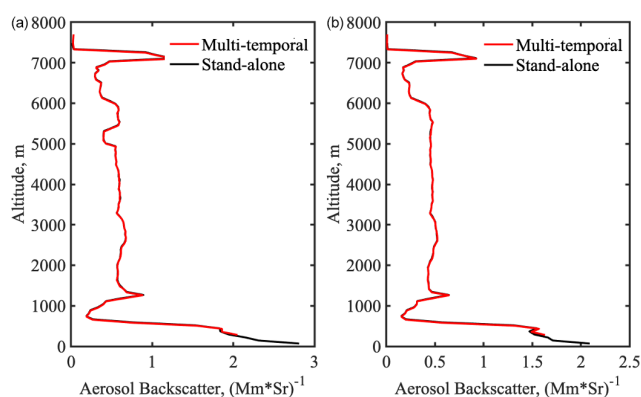 (a)
8000
7000
6000
5000
4000
3000
2000
1000
0
Altitude, m
Multi-temporal
Stand-alone
0 1 2 3
Aerosol Backscatter, (Mm*Sr)-1
(b)
8000
7000
6000
5000
4000
3000
2000
1000
0
Altitude, m
Multi-temporal
Stand-alone
0 0.5 1 1.5 2 2.5
Aerosol Backscatter, (Mm*Sr)-1